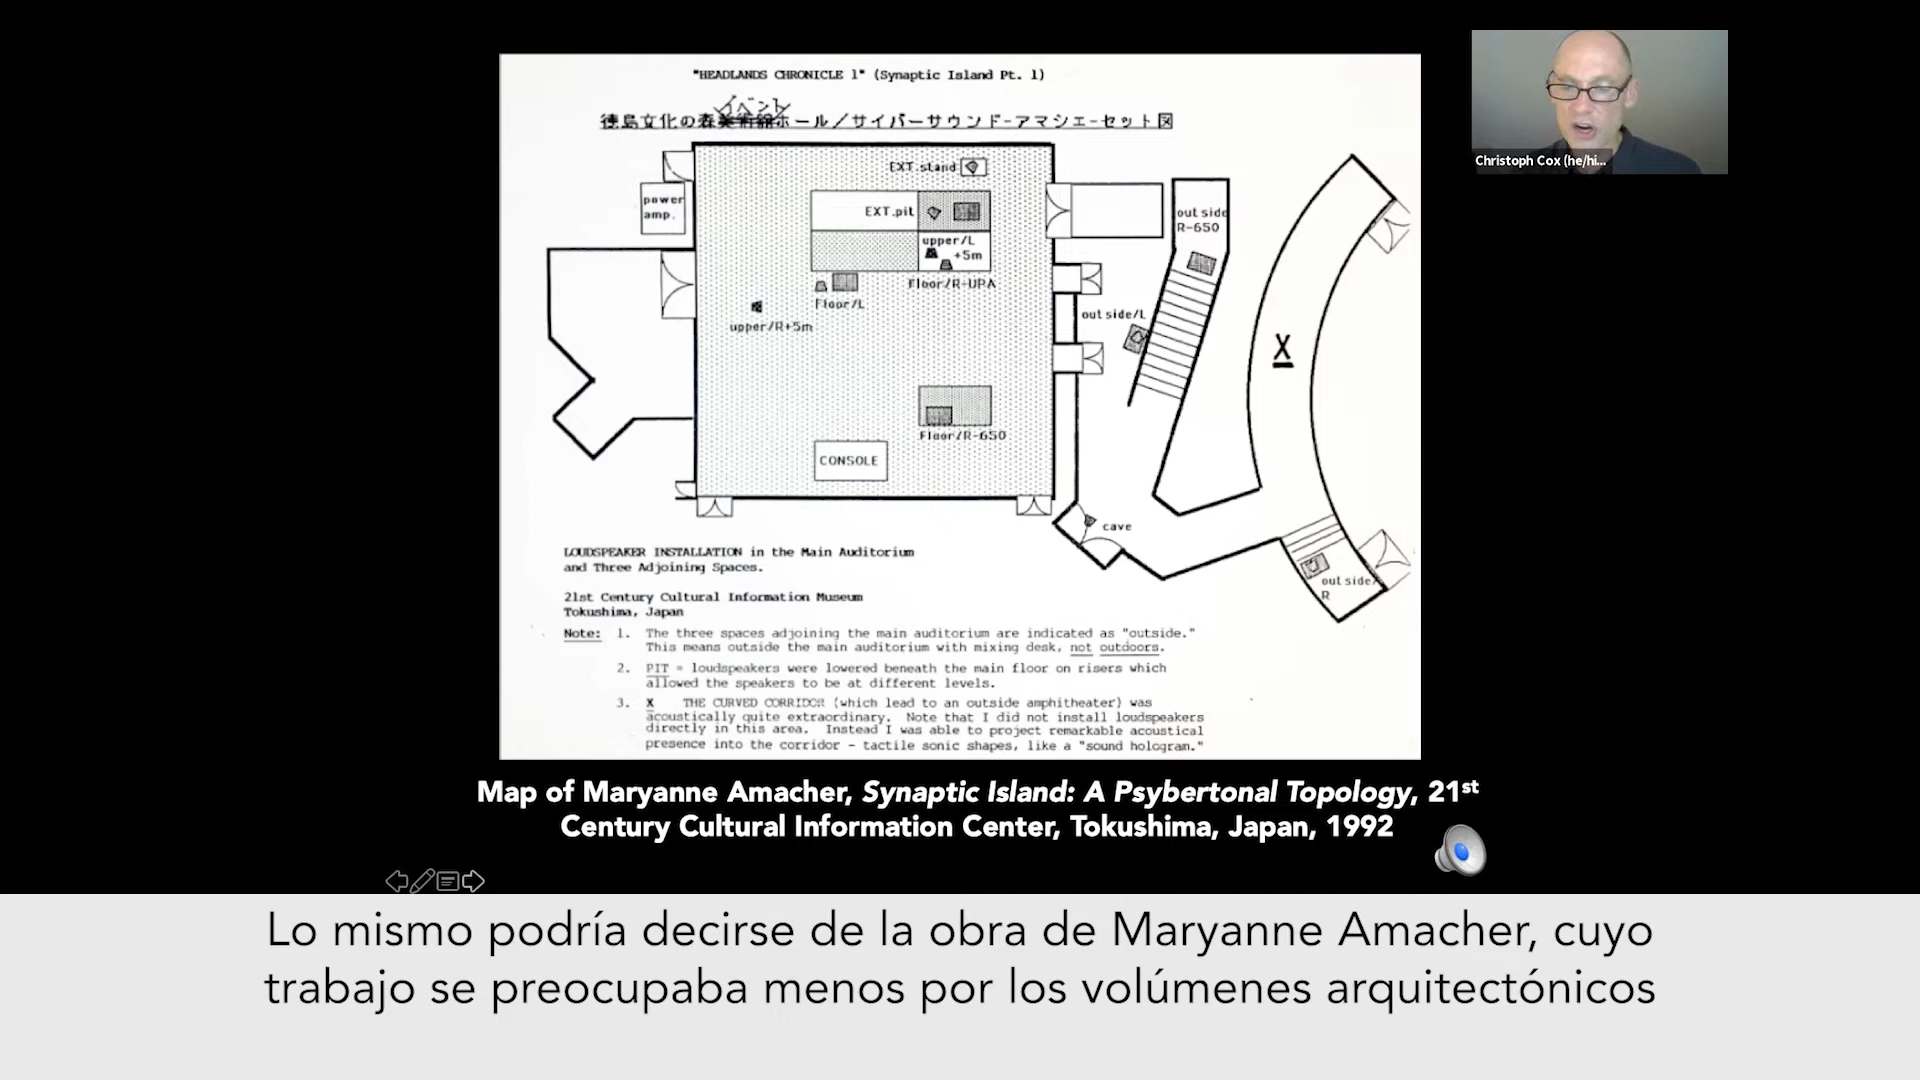 "HEADLANDS CHRONICLE 1" (Synaptic Island Pt. 1)
イベント
徳島文化の森美術館ホール／サイバーサウンド-アマシエ-セット図
EXT.stand
power
amp.
EXT.pit
upper/L
+5m
Floor/R-UPA
Floor/L
upper/R+5m
Floor/R-650
CONSOLE
out side
R-650
out side/L
X
cave
out side/
R
LOUDSPEAKER INSTALLATION in the Main Auditorium
and Three Adjoining Spaces.
21st Century Cultural Information Museum
Tokushima, Japan
Note: 1. The three spaces adjoining the main auditorium are indicated as "outside."
This means outside the main auditorium with mixing desk, not outdoors.
2. PIT = loudspeakers were lowered beneath the main floor on risers which
allowed the speakers to be at different levels.
3. X THE CURVED CORRIDOR (which lead to an outside amphitheater) was
acoustically quite extraordinary. Note that I did not install loudspeakers
directly in this area. Instead I was able to project remarkable acoustical
presence into the corridor - tactile sonic shapes, like a "sound hologram."
Christoph Cox (he/hi...
Map of Maryanne Amacher, Synaptic Island: A Psybertonal Topology, 21st
Century Cultural Information Center, Tokushima, Japan, 1992
Lo mismo podría decirse de la obra de Maryanne Amacher, cuyo
trabajo se preocupaba menos por los volúmenes arquitectónicos